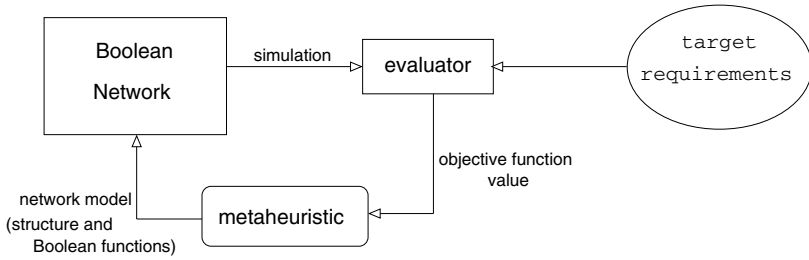 Boolean
Network
simulation
evaluator
target
requirements
objective function
value
network model
(structure and
Boolean functions)
metaheuristic